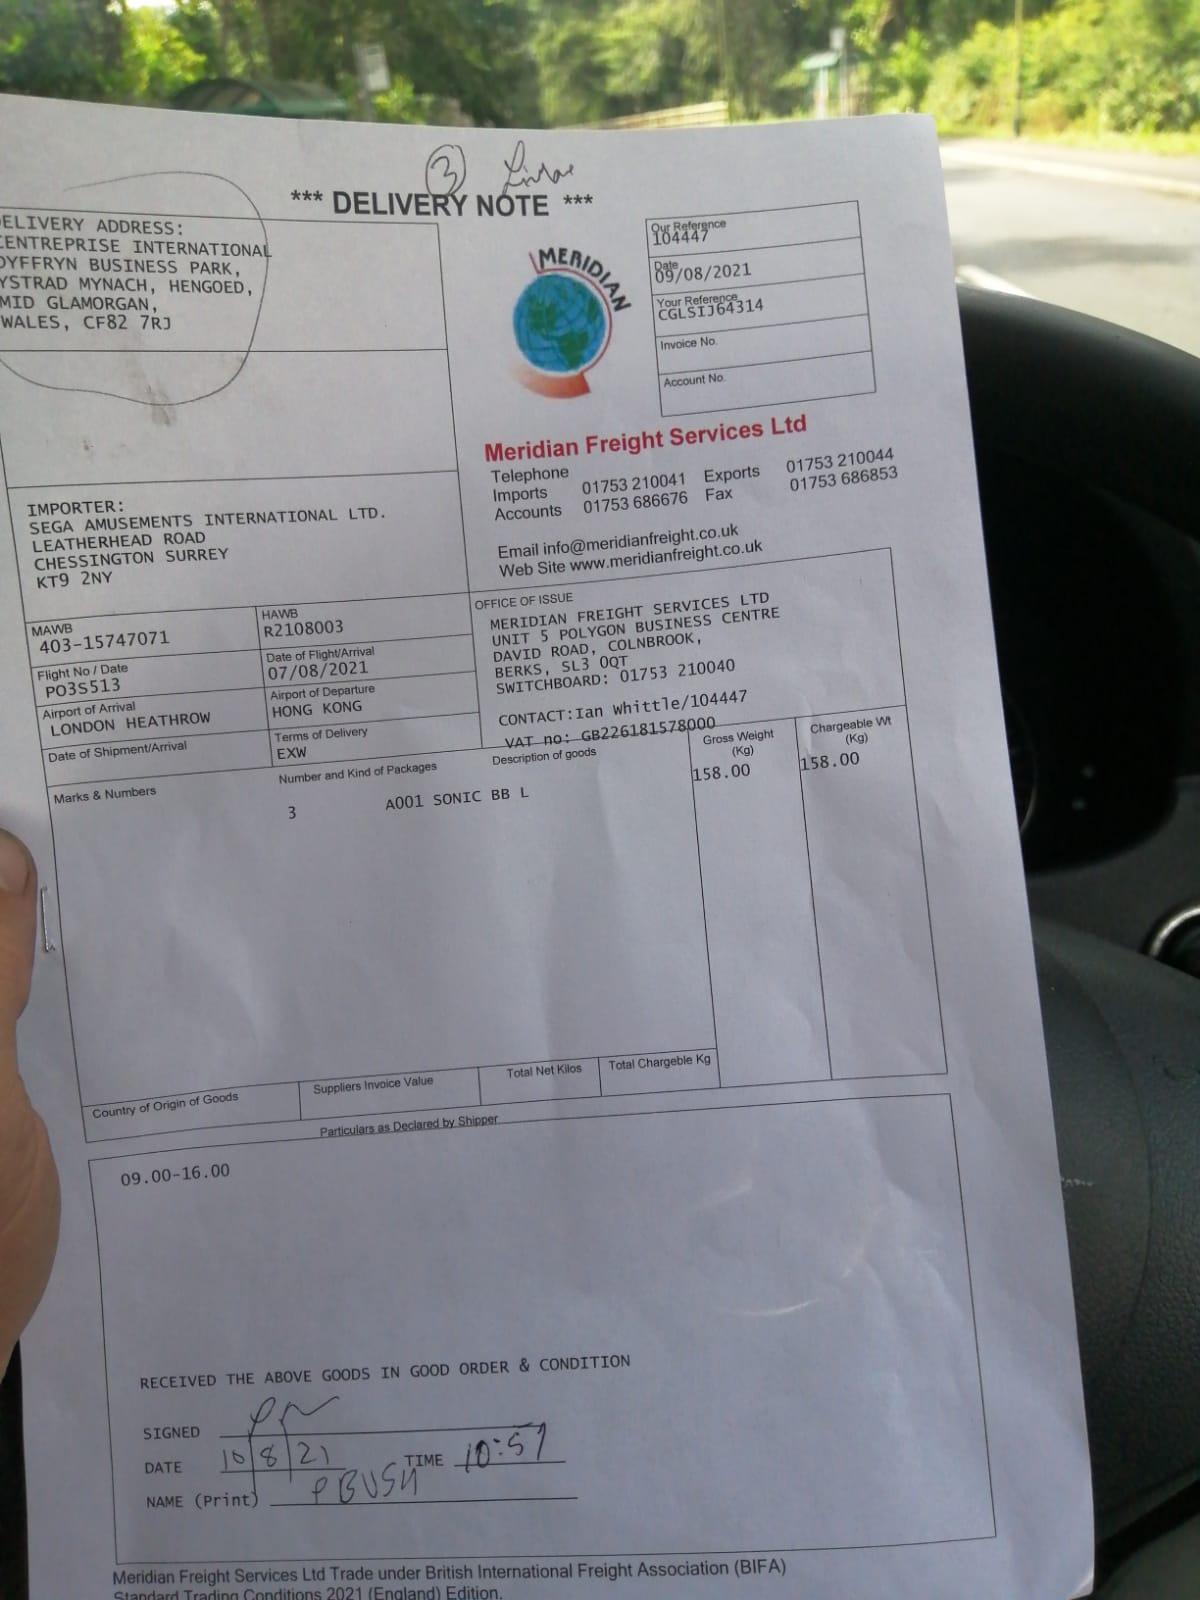 3
*** DELIVERY NOTE ***
ELIVERY ADDRESS:
ENTREPRISE INTERNATIONAL
DYFFRYN BUSINESS PARK,
YSTRAD MYNACH, HENGOED,
MID GLAMORGAN,
WALES, CF82 7RJ
MERIDIAN
Our Reference
104447
Date
09/08/2021
Your Reference
CGLSIJ64314
Invoice No.
Account No.
Meridian Freight Services Ltd
Telephone
Imports 01753 210041 Exports 01753 210044
Accounts 01753 686676 Fax 01753 686853
Email info@meridianfreight.co.uk
Web Site www.meridianfreight.co.uk
IMPORTER:
SEGA AMUSEMENTS INTERNATIONAL LTD.
LEATHERHEAD ROAD
CHESSINGTON SURREY
KT9 2NY
MAWB
403-15747071
HAWB
R2108003
Flight No / Date
PO3S513
Date of Flight/Arrival
07/08/2021
Airport of Arrival
LONDON HEATHROW
Airport of Departure
HONG KONG
Date of Shipment/Arrival
Terms of Delivery
EXW
OFFICE OF ISSUE
MERIDIAN FREIGHT SERVICES LTD
UNIT 5 POLYGON BUSINESS CENTRE
DAVID ROAD, COLNBROOK,
BERKS, SL3 0QT
SWITCHBOARD: 01753 210040
CONTACT:Ian Whittle/104447
VAT no: GB226181578000
Marks & Numbers
Number and Kind of Packages
Description of goods
Gross Weight
(Kg)
Chargeable Wt
(Kg)
3 A001 SONIC BB L
158.00
158.00
Country of Origin of Goods
Suppliers Invoice Value
Total Net Kilos
Total Chargeble Kg
Particulars as Declared by Shipper
09.00-16.00
RECEIVED THE ABOVE GOODS IN GOOD ORDER & CONDITION
SIGNED
DATE 10/8/21 TIME 10:57
NAME (Print) P BUSH
Meridian Freight Services Ltd Trade under British International Freight Association (BIFA)
Standard Trading Conditions 2021 (England) Edition.